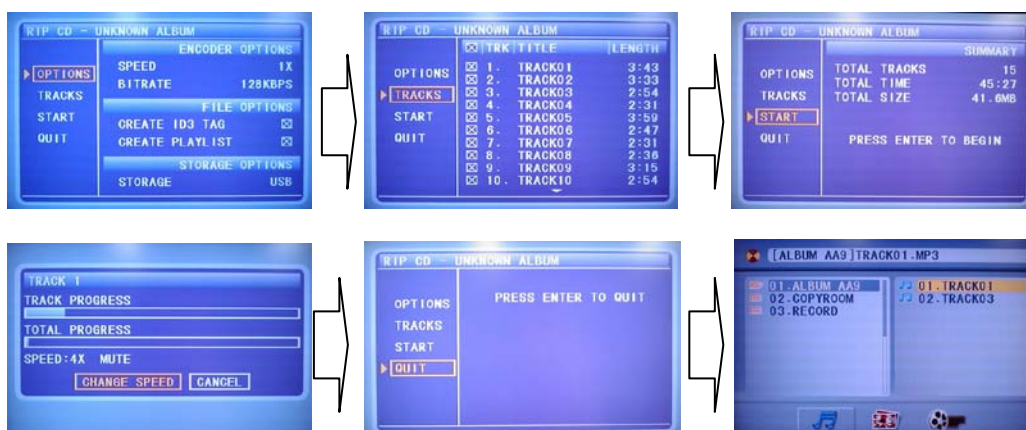 RIP CD - UNKNOWN ALBUM
ENCODER OPTIONS
OPTIONS
SPEED 1X
BITRATE 128KBPS
TRACKS
FILE OPTIONS
START
CREATE ID3 TAG
QUIT
CREATE PLAYLIST
STORAGE OPTIONS
STORAGE USB
RIP CD - UNKNOWN ALBUM
TRK TITLE LENGTH
OPTIONS
TRACKS
START
QUIT
1. TRACK01 3:43
2. TRACK02 3:33
3. TRACK03 2:54
4. TRACK04 2:31
5. TRACK05 3:59
6. TRACK06 2:47
7. TRACK07 2:31
8. TRACK08 2:36
9. TRACK09 3:15
10. TRACK10 2:54
RIP CD - UNKNOWN ALBUM
SUMMARY
OPTIONS
TRACKS
START
QUIT
TOTAL TRACKS 15
TOTAL TIME 45:27
TOTAL SIZE 41.6MB
PRESS ENTER TO BEGIN
TRACK 1
TRACK PROGRESS
TOTAL PROGRESS
SPEED:4X MUTE
CHANGE SPEED CANCEL
RIP CD - UNKNOWN ALBUM
OPTIONS
TRACKS
START
QUIT
PRESS ENTER TO QUIT
[ALBUM AA9]TRACK01.MP3
01.ALBUM AA9
02.COPYROOM
03.RECORD
01.TRACK01
02.TRACK03